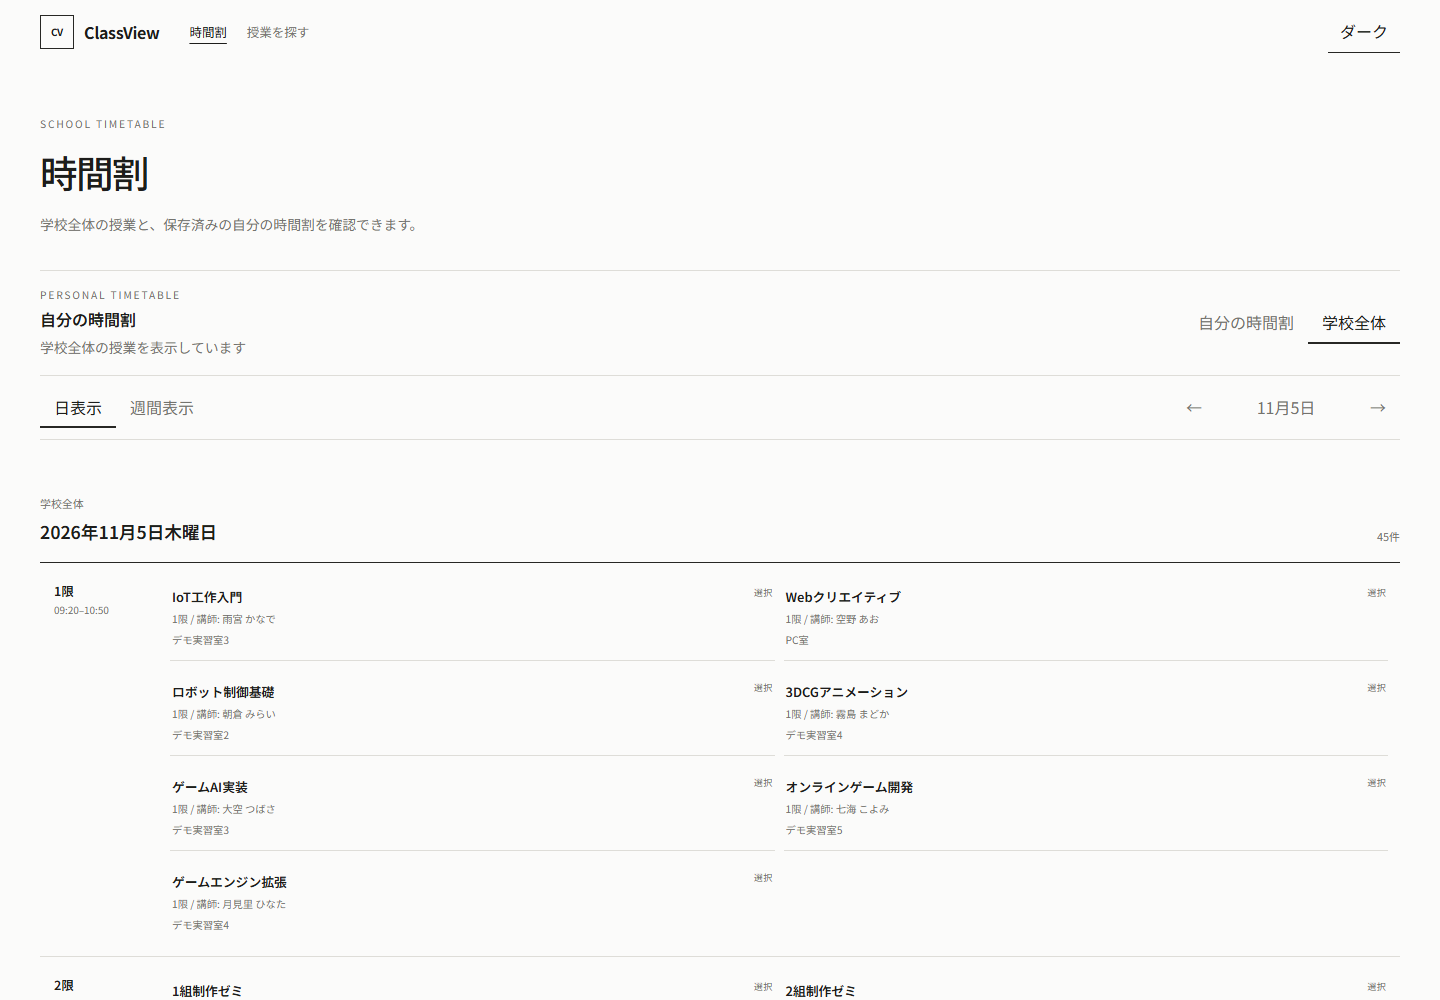 CV ClassView 時間割 授業を探す ダーク
SCHOOL TIMETABLE
時間割
学校全体の授業と、保存済みの自分の時間割を確認できます。
PERSONAL TIMETABLE
自分の時間割
学校全体の授業を表示しています
自分の時間割 学校全体
日表示 週間表示 ← 11月5日 →
学校全体
2026年11月5日木曜日
45件
1限
09:20–10:50
IoT工作入門 選択
1限 / 講師: 雨宮 かなで
デモ実習室3
Webクリエイティブ 選択
1限 / 講師: 空野 あお
PC室
ロボット制御基礎 選択
1限 / 講師: 朝倉 みらい
デモ実習室2
3DCGアニメーション 選択
1限 / 講師: 霧島 まどか
デモ実習室4
ゲームAI実装 選択
1限 / 講師: 大空 つばさ
デモ実習室3
オンラインゲーム開発 選択
1限 / 講師: 七海 こよみ
デモ実習室5
ゲームエンジン拡張 選択
1限 / 講師: 月見里 ひなた
デモ実習室4
2限
1組制作ゼミ 選択
2組制作ゼミ 選択